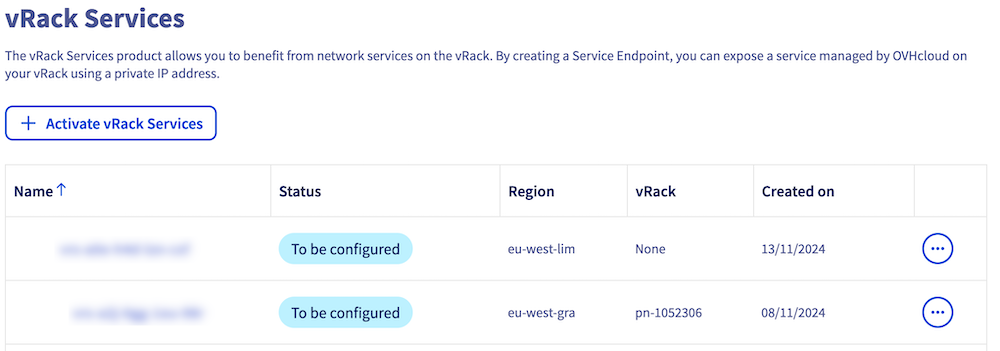 vRack Services
The vRack Services product allows you to benefit from network services on the vRack. By creating a Service Endpoint, you can expose a service managed by OVHcloud on
your vRack using a private IP address.
+ Activate vRack Services
Name ↑ Status Region vRack Created on
To be configured eu-west-lim None 13/11/2024 ...
To be configured eu-west-gra pn-1052306 08/11/2024 ...